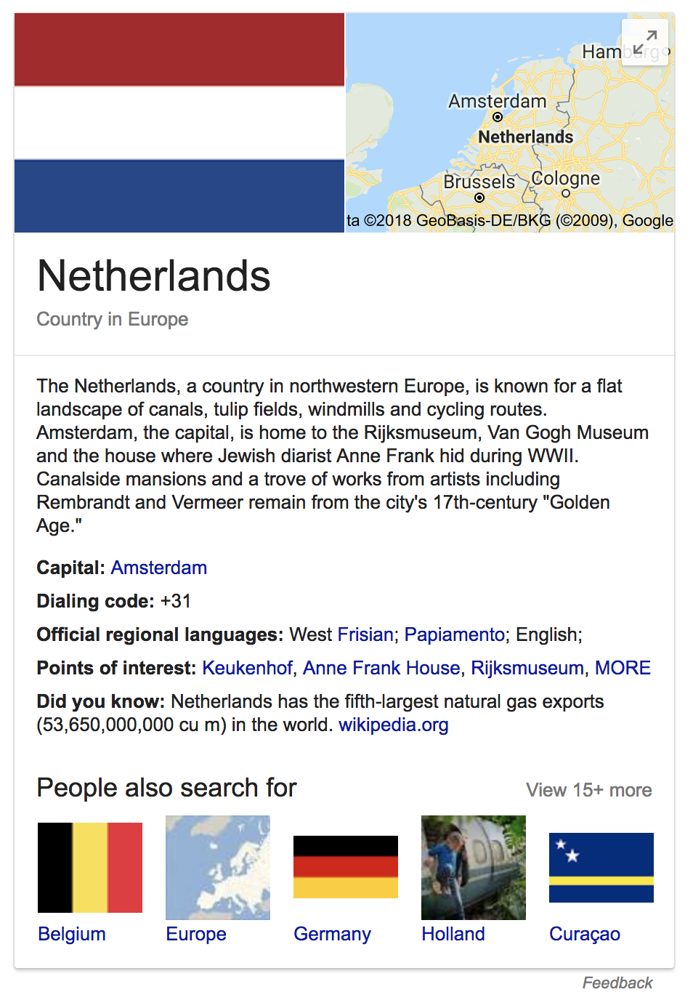 Hamburg
Amsterdam
Netherlands
Brussels
Cologne
ta ©2018 GeoBasis-DE/BKG (©2009), Google
Netherlands
Country in Europe
The Netherlands, a country in northwestern Europe, is known for a flat
landscape of canals, tulip fields, windmills and cycling routes.
Amsterdam, the capital, is home to the Rijksmuseum, Van Gogh Museum
and the house where Jewish diarist Anne Frank hid during WWII.
Canalside mansions and a trove of works from artists including
Rembrandt and Vermeer remain from the city's 17th-century "Golden
Age."
Capital: Amsterdam
Dialing code: +31
Official regional languages: West Frisian; Papiamento; English;
Points of interest: Keukenhof, Anne Frank House, Rijksmuseum, MORE
Did you know: Netherlands has the fifth-largest natural gas exports
(53,650,000,000 cu m) in the world. wikipedia.org
People also search for View 15+ more
Belgium Europe Germany Holland Curaçao
Feedback